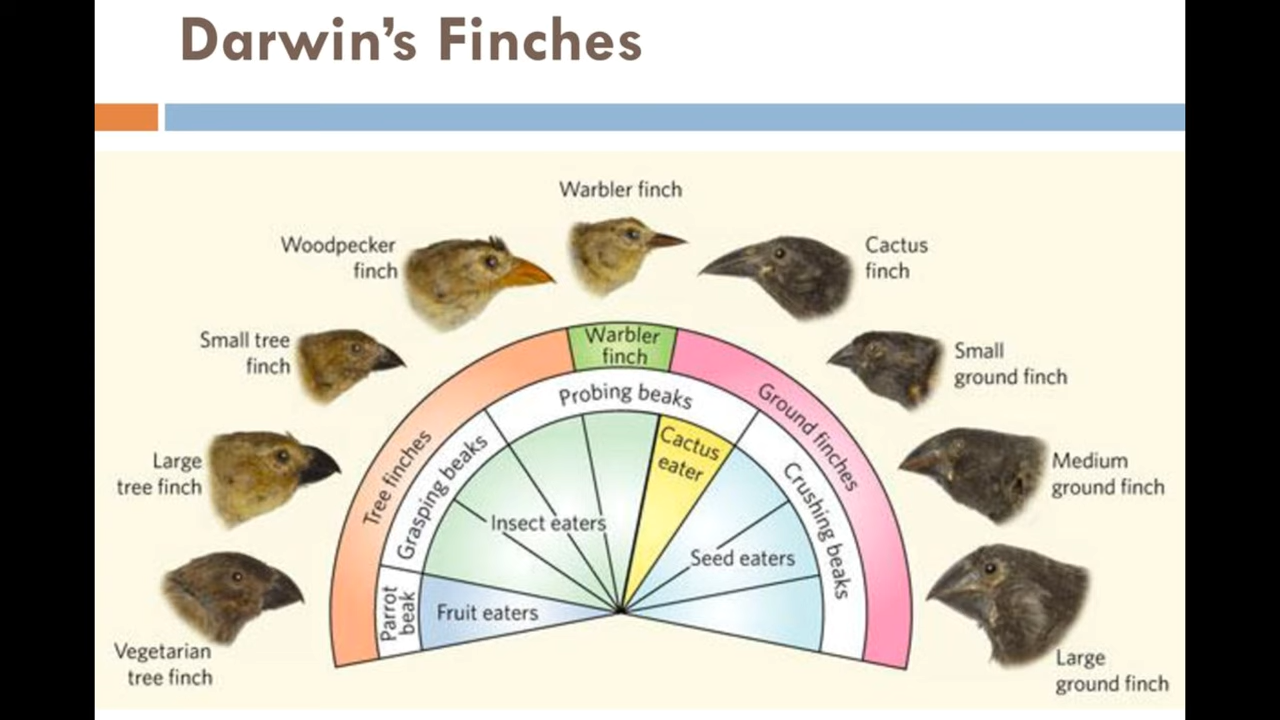 Darwin's Finches
Warbler finch
Woodpecker
finch
Cactus
finch
Small tree
finch
Small
ground finch
Large
tree finch
Medium
ground finch
Vegetarian
tree finch
Large
ground finch
Tree finches
Warbler
finch
Ground finches
Parrot
beak
Grasping beaks
Probing beaks
Crushing beaks
Fruit eaters
Insect eaters
Cactus
eater
Seed eaters